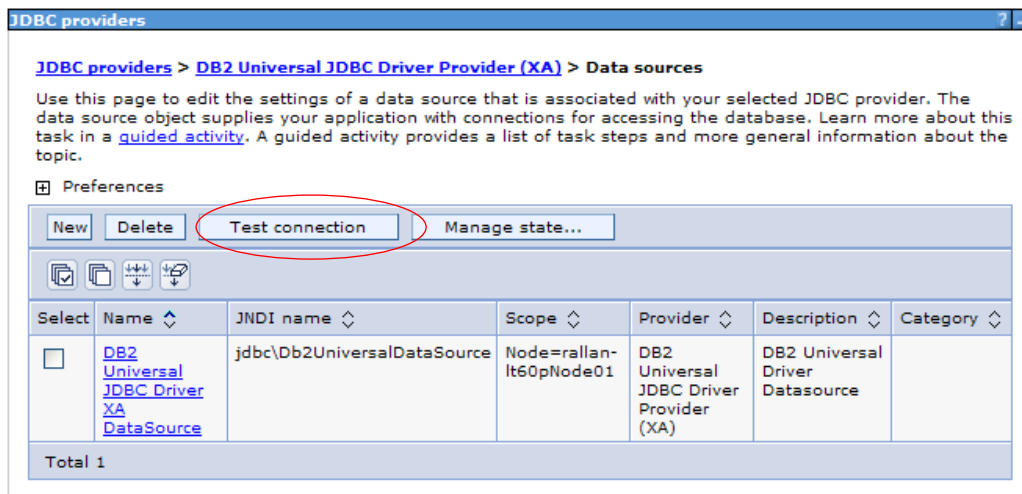 JDBC providers ? -
JDBC providers > DB2 Universal JDBC Driver Provider (XA) > Data sources
Use this page to edit the settings of a data source that is associated with your selected JDBC provider. The
data source object supplies your application with connections for accessing the database. Learn more about this
task in a guided activity. A guided activity provides a list of task steps and more general information about the
topic.
Preferences
New Delete Test connection Manage state...
Select Name JNDI name Scope Provider Description Category
DB2 Universal JDBC Driver XA DataSource jdbc\Db2UniversalDataSource Node=rallan-lt60pNode01 DB2 Universal JDBC Driver Provider (XA) DB2 Universal Driver Datasource
Total 1